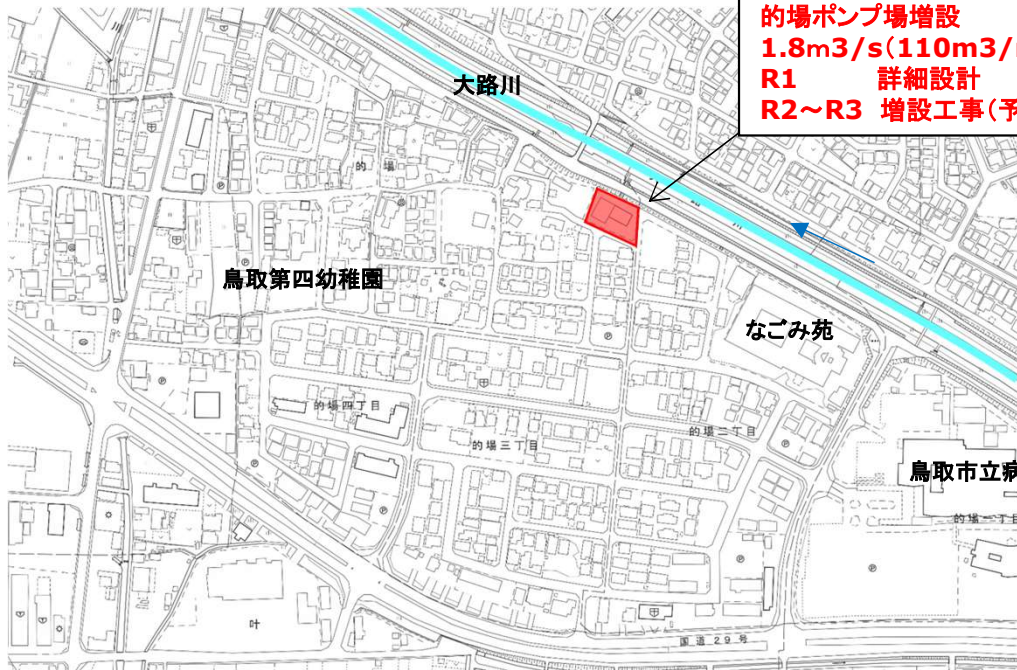 的場ポンプ場増設
1.8m3/s(110m3/
R1 詳細設計
R2～R3 増設工事(予
大路川
的場
鳥取第四幼稚園
なごみ苑
的場四丁目
的場三丁目
的場二丁目
鳥取市立病
的場一丁目
叶
国道29号